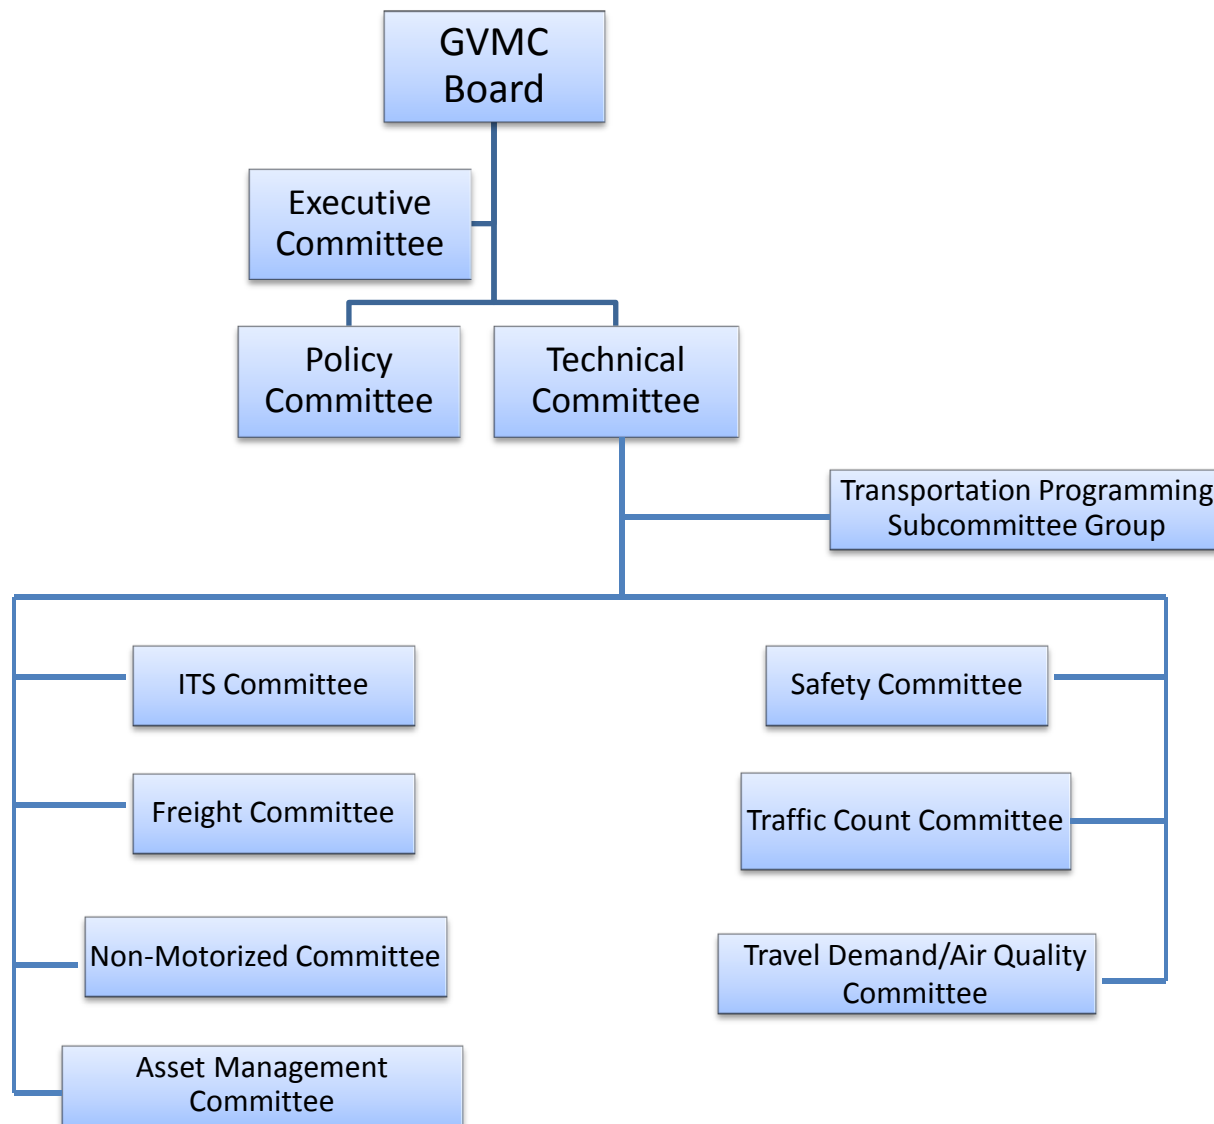 GVMC
Board
Executive
Committee
Policy
Committee
Technical
Committee
Transportation Programming
Subcommittee Group
ITS Committee
Safety Committee
Freight Committee
Traffic Count Committee
Non-Motorized Committee
Travel Demand/Air Quality
Committee
Asset Management
Committee